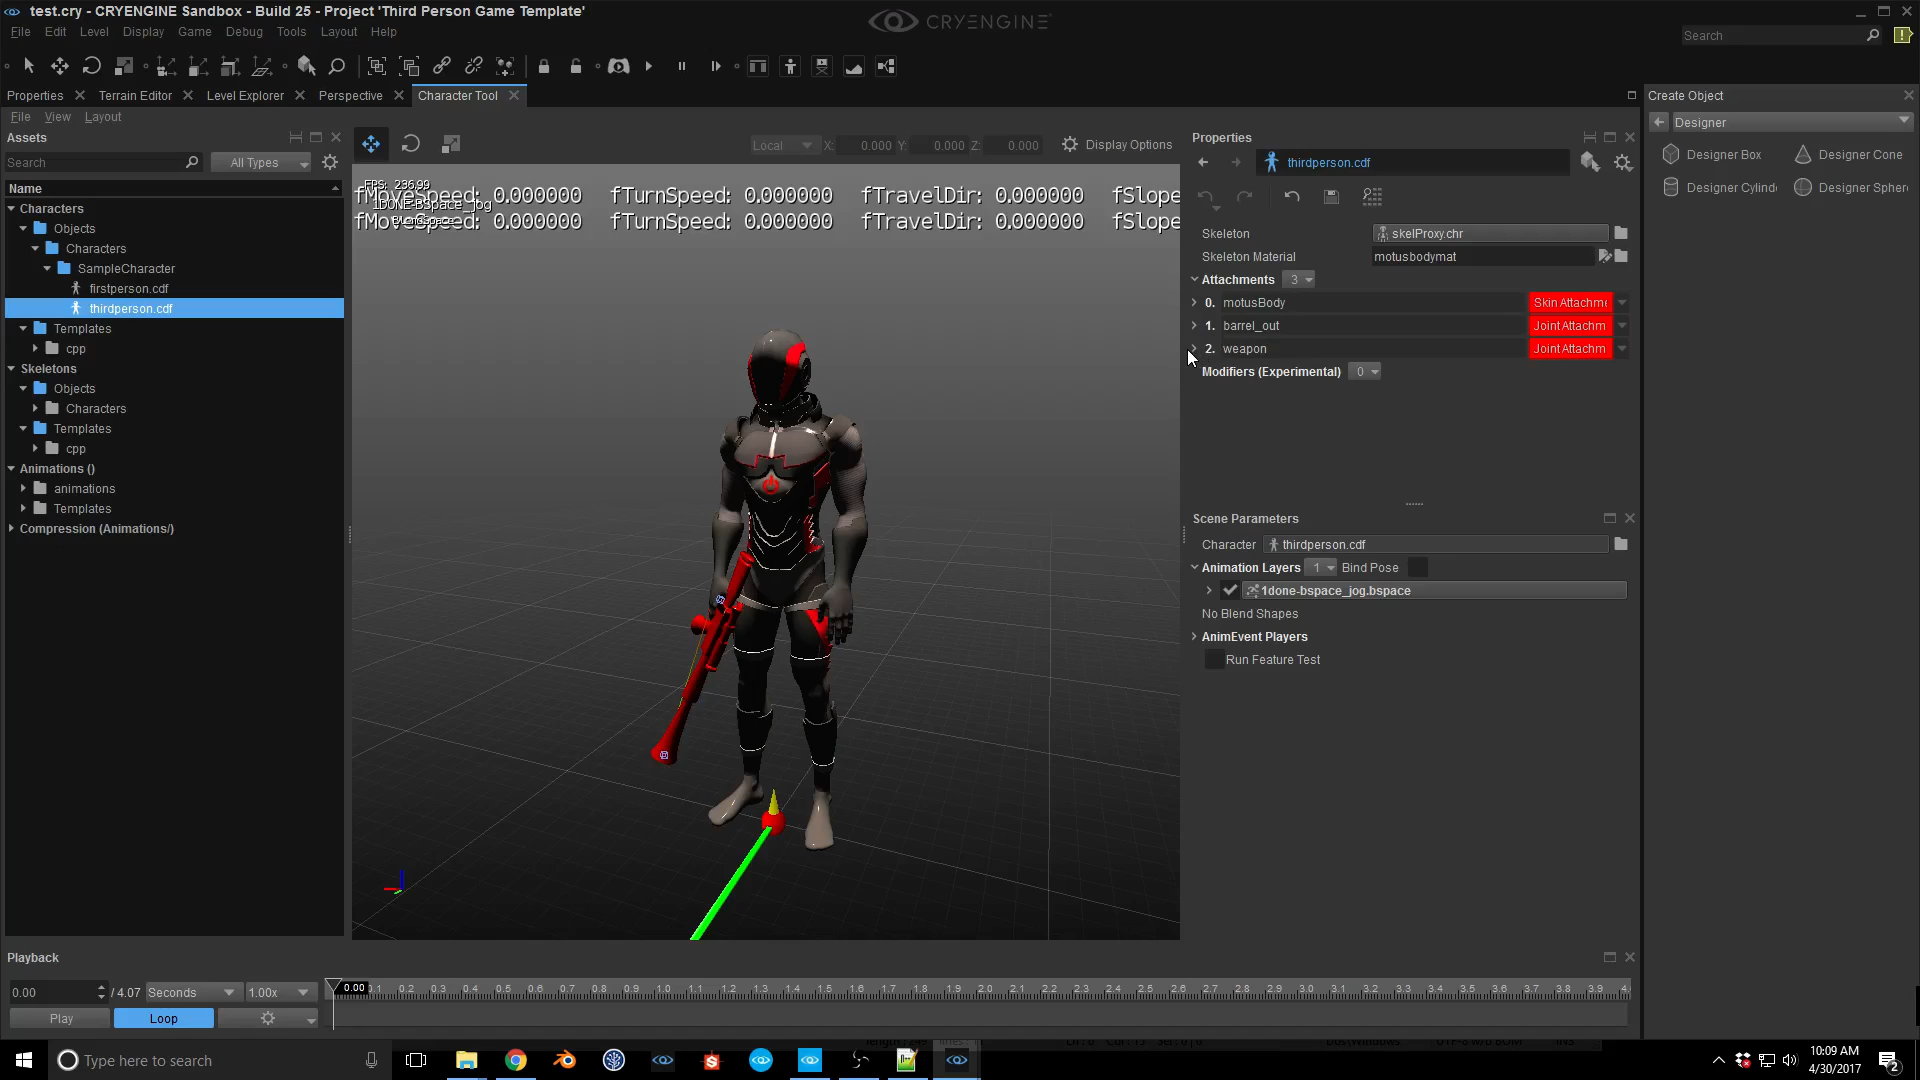 test.cry - CRYENGINE Sandbox - Build 25 - Project 'Third Person Game Template'
CRYENGINE
File Edit Level Display Game Debug Tools Layout Help
Search
Properties Terrain Editor Level Explorer Perspective Character Tool
Create Object
File View Layout
Designer
Assets
Properties
Local X: 0.000 Y: 0.000 Z: 0.000 Display Options
Designer Box Designer Cone
Search All Types
thirdperson.cdf
Designer Cylind Designer Spher
Name
FPS: 236.99
fMoveSpeed: 0.000000 fTurnSpeed: 0.000000 fTravelDir: 0.000000 fSlope
1DONE-BSpace_jog
fMoveSpeed: 0.000000 fTurnSpeed: 0.000000 fTravelDir: 0.000000 fSlope
Characters
Objects
Characters
SampleCharacter
firstperson.cdf
thirdperson.cdf
Templates
cpp
Skeletons
Objects
Characters
Templates
cpp
Animations ()
animations
Templates
Compression (Animations/)
Skeleton skelProxy.chr
Skeleton Material motusbodymat
Attachments 3
0. motusBody Skin Attachme
1. barrel_out Joint Attachm
2. weapon Joint Attachm
Modifiers (Experimental) 0
Scene Parameters
Character thirdperson.cdf
Animation Layers 1 Bind Pose
1done-bspace_jog.bspace
No Blend Shapes
AnimEvent Players
Run Feature Test
Playback
0.00 / 4.07 Seconds 1.00x
0.00 0.1 0.2 0.3 0.4 0.5 0.6 0.7 0.8 0.9 1.0 1.1 1.2 1.3 1.4 1.5 1.6 1.7 1.8 1.9 2.0 2.1 2.2 2.3 2.4 2.5 2.6 2.7 2.8 2.9 3.0 3.1 3.2 3.3 3.4 3.5 3.6 3.7 3.8 3.9 4.
Play Loop
Type here to search
10:09 AM
4/30/2017
2